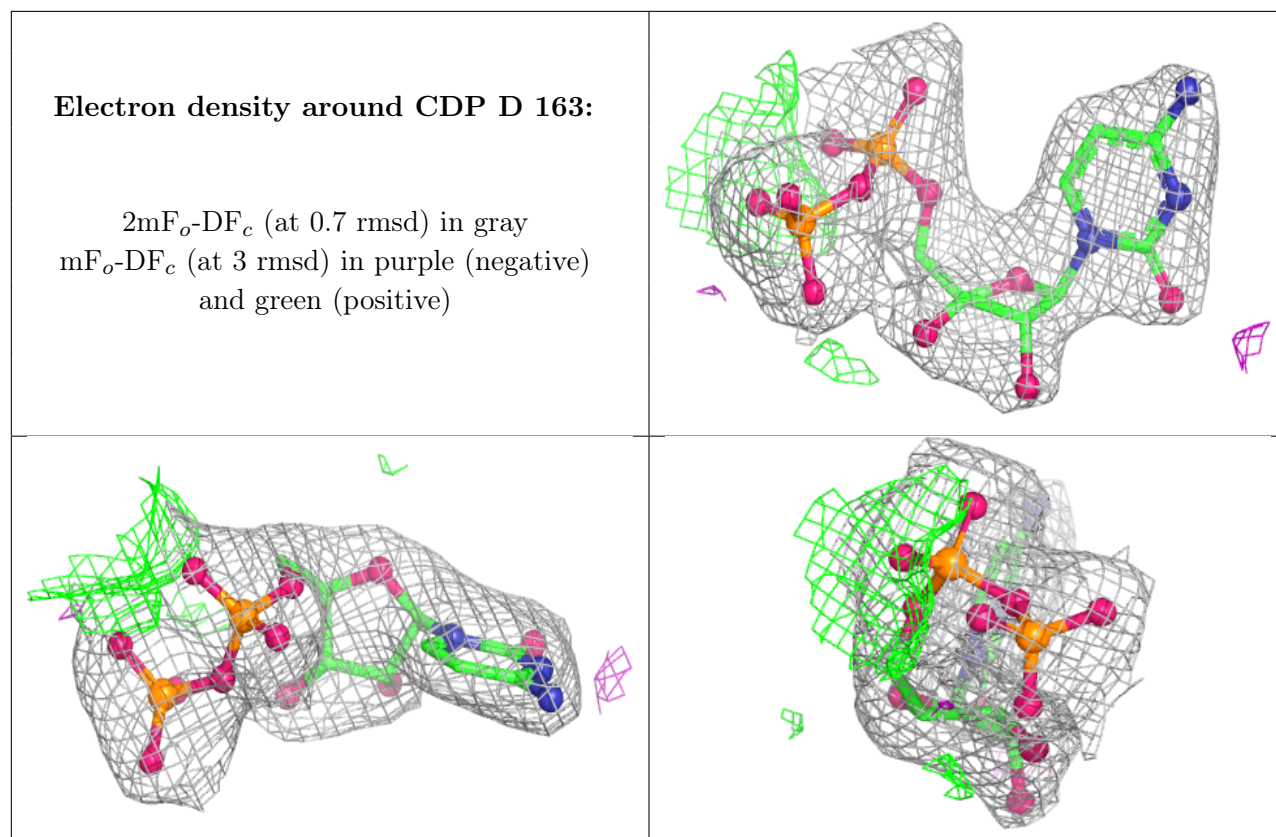 Electron density around CDP D 163:
2mFₒ-DF𝒸 (at 0.7 rmsd) in gray
mFₒ-DF𝒸 (at 3 rmsd) in purple (negative)
and green (positive)